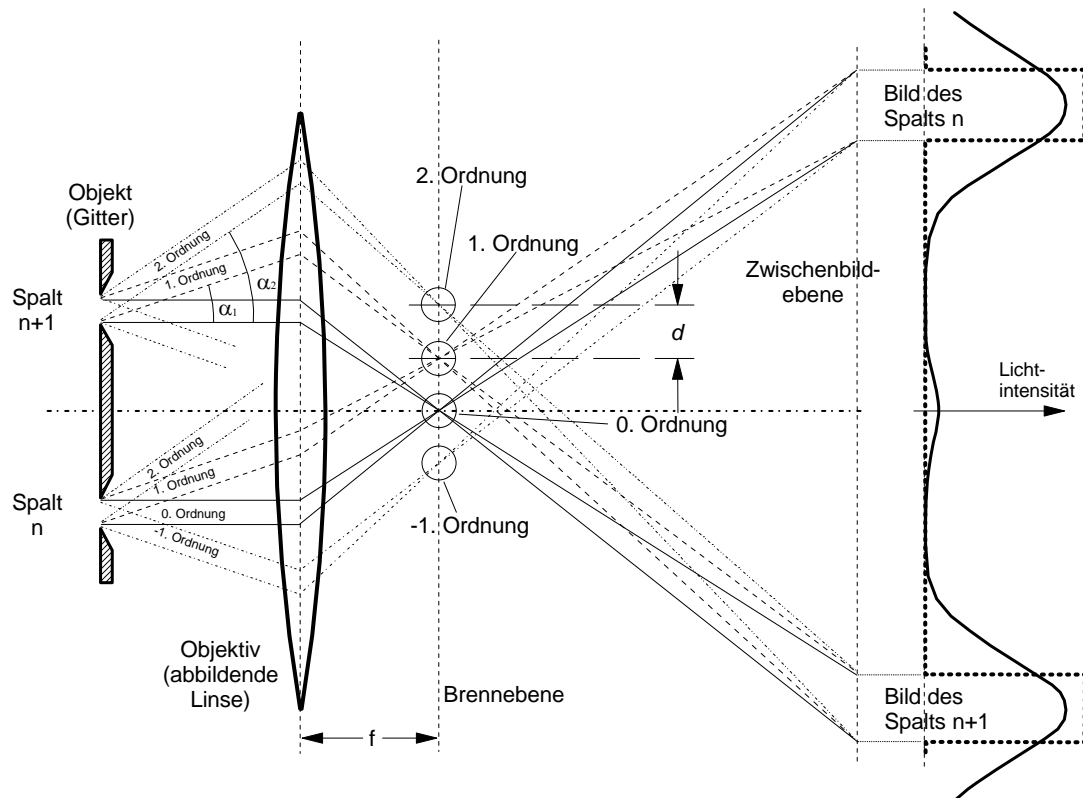 Bild des
Spalts n
2. Ordnung
Objekt
(Gitter)
1. Ordnung
2. Ordnung
1. Ordnung
α₂
α₁
Zwischenbild-
ebene
Spalt
n+1
d
Licht-
intensität
0. Ordnung
2. Ordnung
1. Ordnung
Spalt
n
0. Ordnung
-1. Ordnung
-1. Ordnung
Objektiv
(abbildende
Linse)
Brennebene
Bild des
Spalts n+1
f